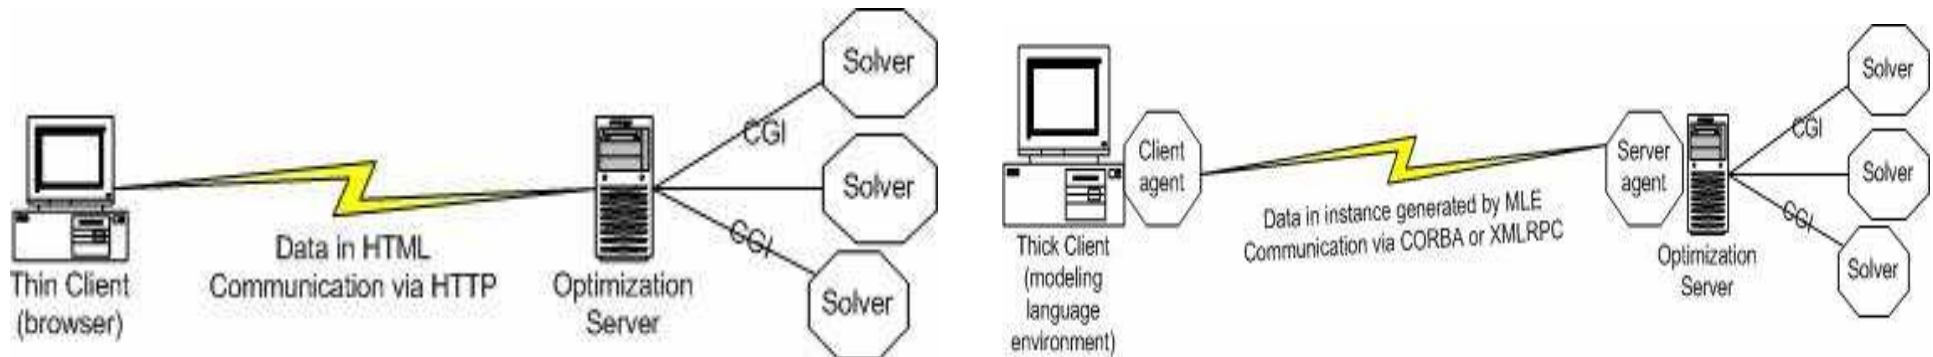 Solver
CGI
Solver
CGI
Solver
Data in HTML
Communication via HTTP
Thin Client
(browser)
Optimization
Server
Solver
CGI
Solver
CGI
Solver
Client
agent
Server
agent
Data in instance generated by MLE
Communication via CORBA or XMLRPC
Thick Client
(modeling
language
environment)
Optimization
Server